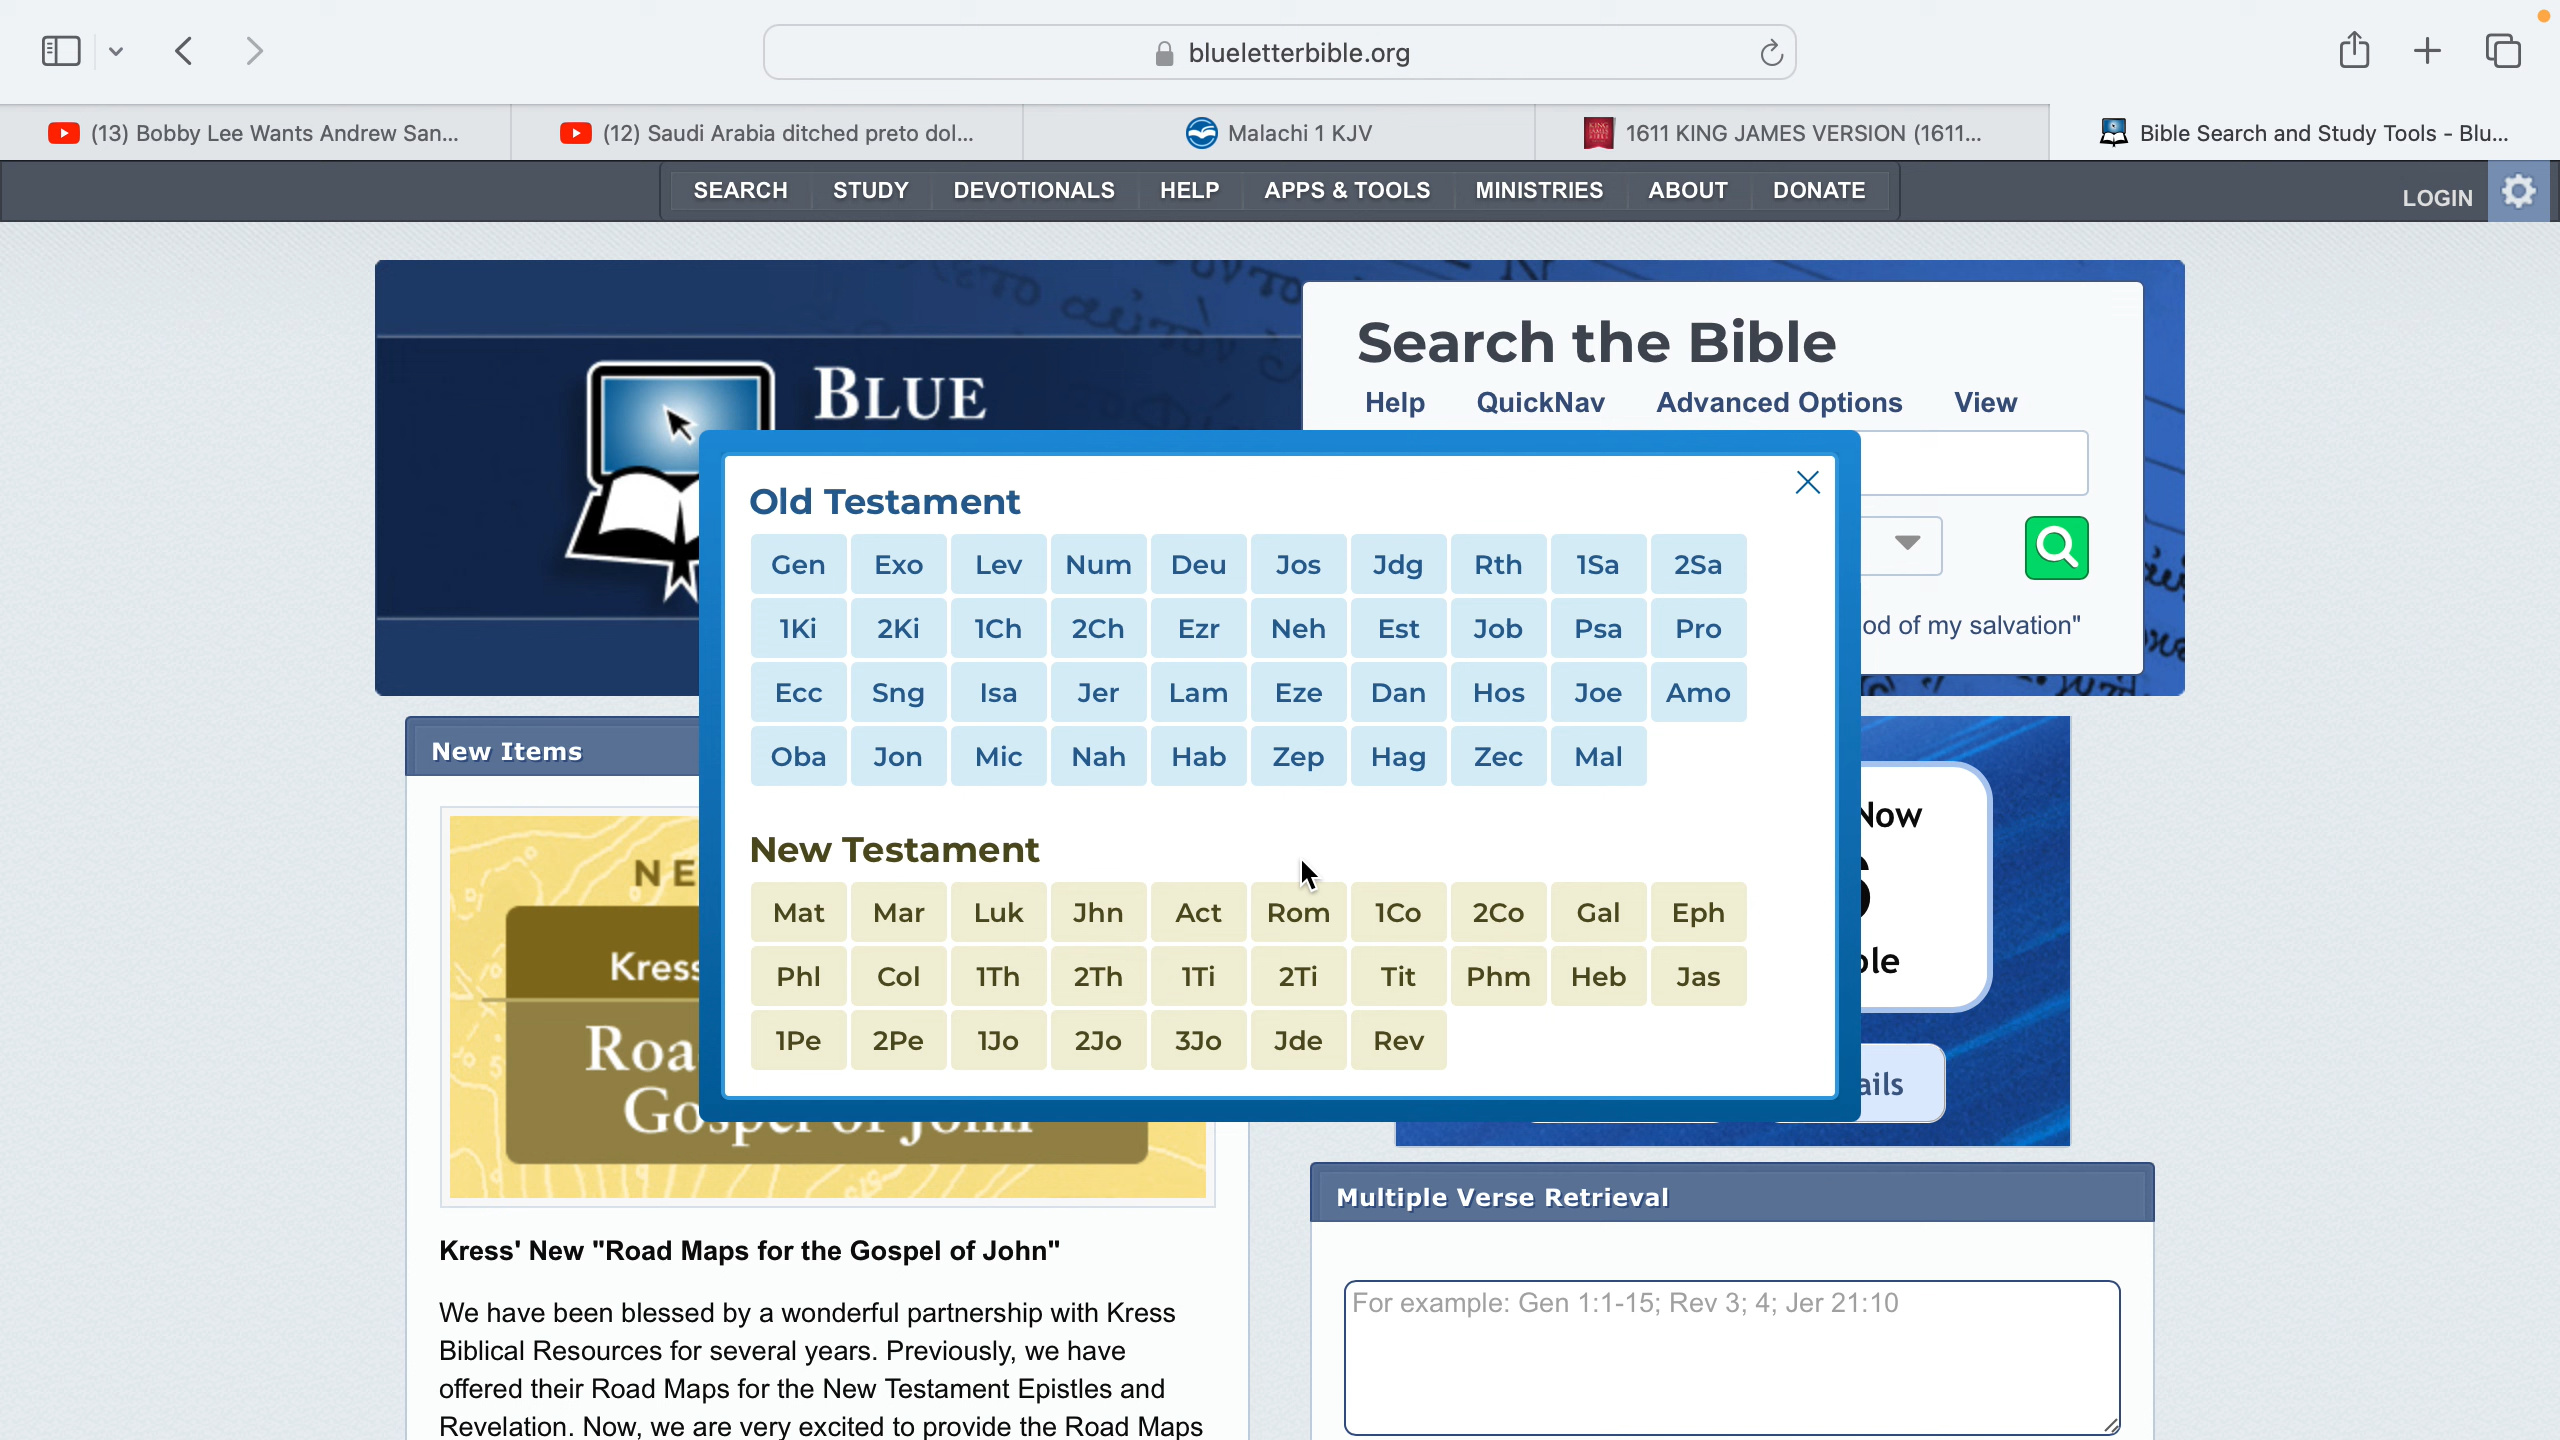 blueletterbible.org
(13) Bobby Lee Wants Andrew San...
(12) Saudi Arabia ditched preto dol...
Malachi 1 KJV
1611 KING JAMES VERSION (1611...
Bible Search and Study Tools - Blu...
SEARCH STUDY DEVOTIONALS HELP APPS & TOOLS MINISTRIES ABOUT DONATE
LOGIN
BLUE
Search the Bible
Help QuickNav Advanced Options View
od of my salvation"
Old Testament
Gen Exo Lev Num Deu Jos Jdg Rth 1Sa 2Sa
1Ki 2Ki 1Ch 2Ch Ezr Neh Est Job Psa Pro
Ecc Sng Isa Jer Lam Eze Dan Hos Joe Amo
Oba Jon Mic Nah Hab Zep Hag Zec Mal
New Testament
Mat Mar Luk Jhn Act Rom 1Co 2Co Gal Eph
Phl Col 1Th 2Th 1Ti 2Ti Tit Phm Heb Jas
1Pe 2Pe 1Jo 2Jo 3Jo Jde Rev
New Items
NE
Kress
Roa
Gospel of John
Now
ble
ails
Kress' New "Road Maps for the Gospel of John"
We have been blessed by a wonderful partnership with Kress
Biblical Resources for several years. Previously, we have
offered their Road Maps for the New Testament Epistles and
Revelation. Now, we are very excited to provide the Road Maps
Multiple Verse Retrieval
For example: Gen 1:1-15; Rev 3; 4; Jer 21:10